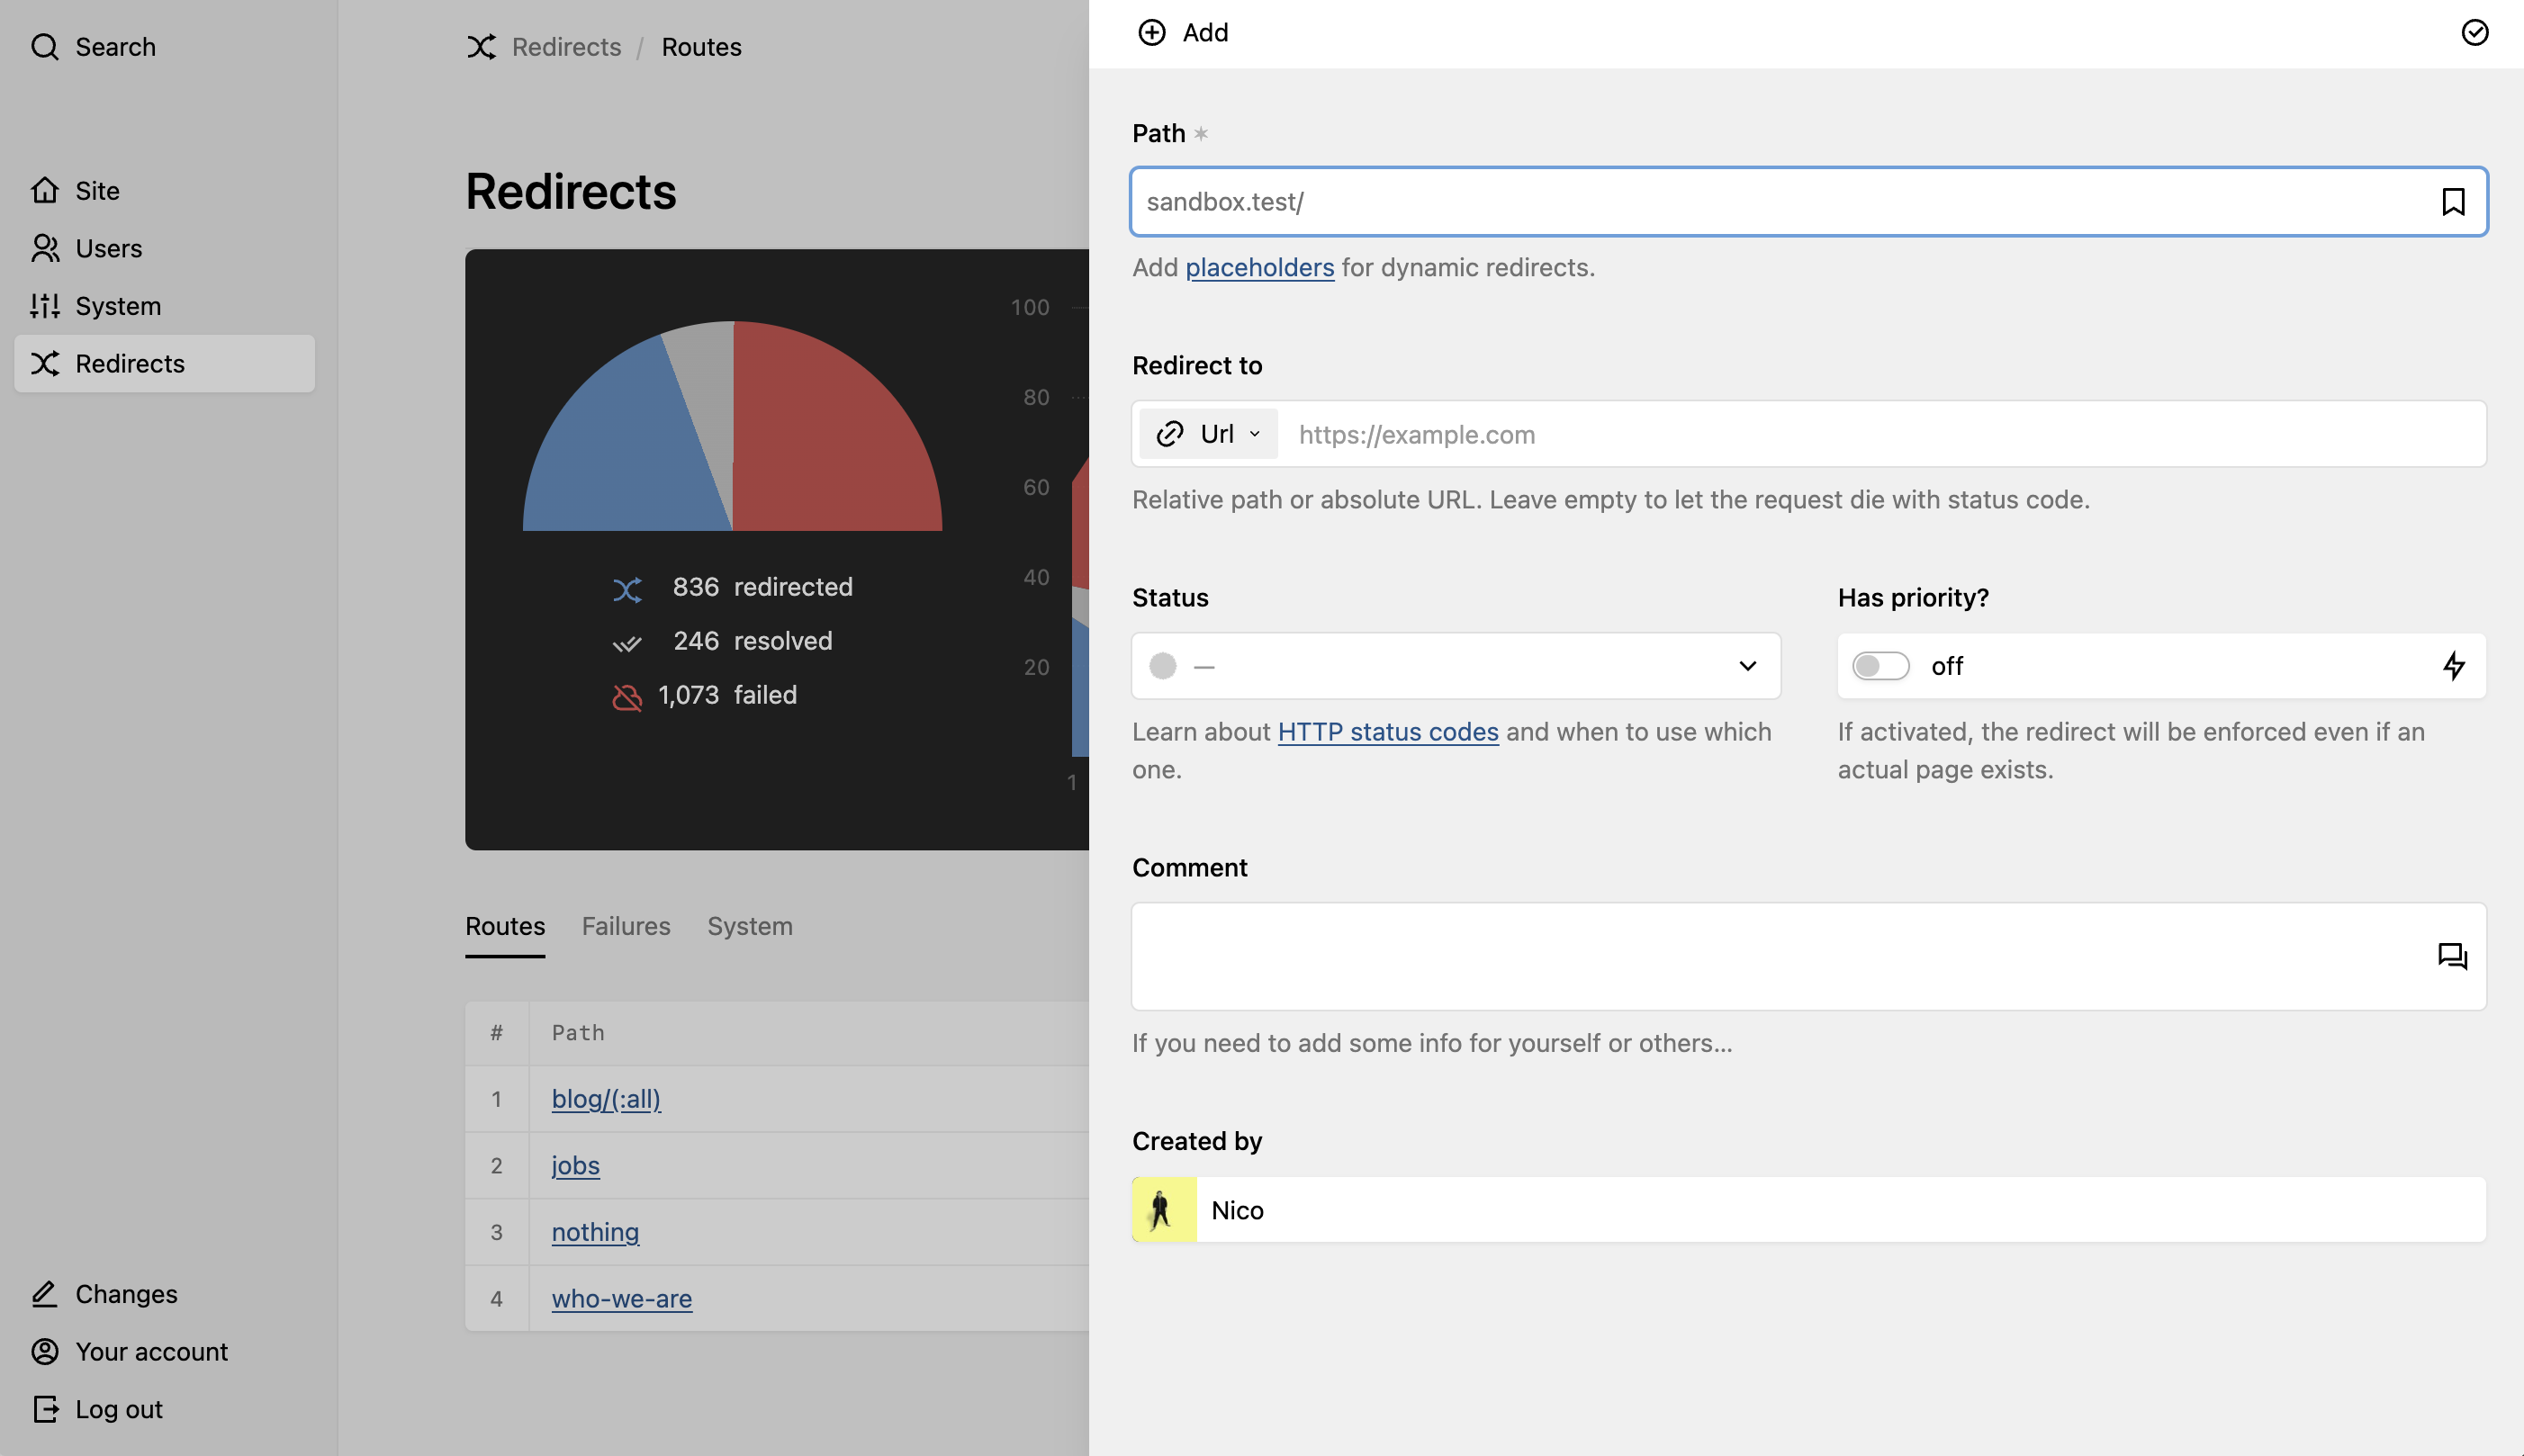 Search
Site
Users
System
Redirects
Changes
Your account
Log out
Redirects / Routes
Redirects
836 redirected
246 resolved
1,073 failed
100
80
60
40
20
1
Routes Failures System
# Path
1 blog/(:all)
2 jobs
3 nothing
4 who-we-are
Add
Path *
sandbox.test/
Add placeholders for dynamic redirects.
Redirect to
Url https://example.com
Relative path or absolute URL. Leave empty to let the request die with status code.
Status
—
Learn about HTTP status codes and when to use which
one.
Has priority?
off
If activated, the redirect will be enforced even if an
actual page exists.
Comment
If you need to add some info for yourself or others…
Created by
Nico